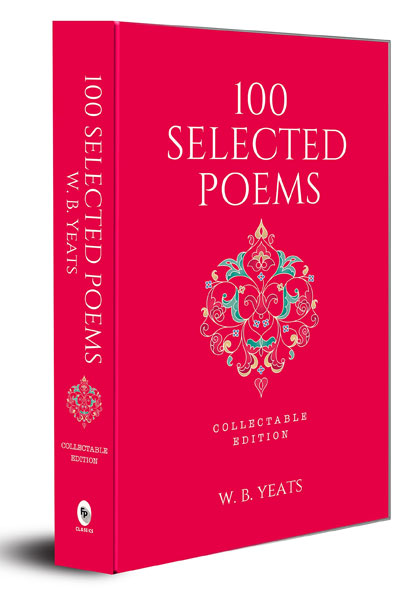 100
SELECTED
POEMS
COLLECTABLE
EDITION
W. B. YEATS
100 SELECTED POEMS
W. B. YEATS
COLLECTABLE
EDITION
FP
CLASSICS